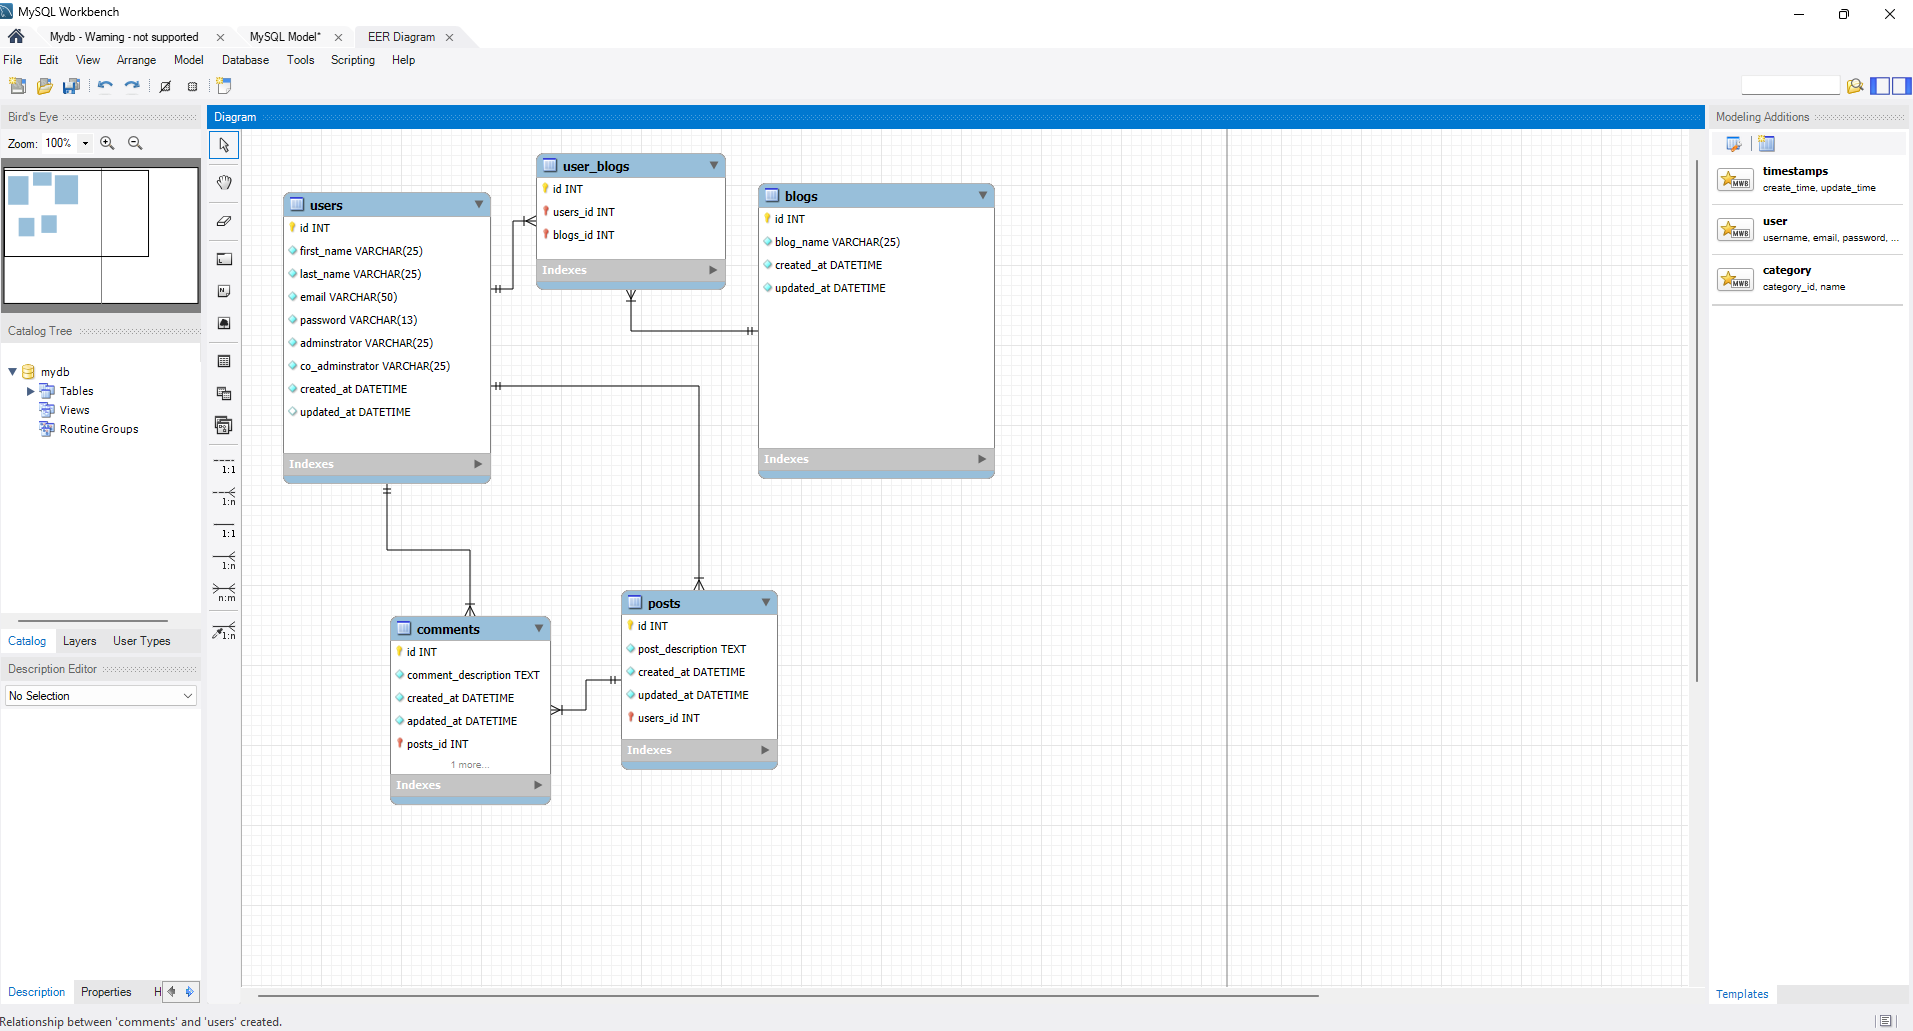 MySQL Workbench
Mydb - Warning - not supported
MySQL Model*
EER Diagram
File Edit View Arrange Model Database Tools Scripting Help
Bird's Eye
Zoom: 100%
Diagram
Modeling Additions
timestamps
create_time, update_time
user
username, email, password, ...
category
category_id, name
MWB
MWB
MWB
Catalog Tree
mydb
Tables
Views
Routine Groups
Catalog Layers User Types
Description Editor
No Selection
Description Properties H
1:1
1:n
1:1
1:n
n:m
1:n
users
id INT
first_name VARCHAR(25)
last_name VARCHAR(25)
email VARCHAR(50)
password VARCHAR(13)
adminstrator VARCHAR(25)
co_adminstrator VARCHAR(25)
created_at DATETIME
updated_at DATETIME
Indexes
user_blogs
id INT
users_id INT
blogs_id INT
Indexes
blogs
id INT
blog_name VARCHAR(25)
created_at DATETIME
updated_at DATETIME
Indexes
comments
id INT
comment_description TEXT
created_at DATETIME
apdated_at DATETIME
posts_id INT
1 more...
Indexes
posts
id INT
post_description TEXT
created_at DATETIME
updated_at DATETIME
users_id INT
Indexes
Templates
Relationship between 'comments' and 'users' created.